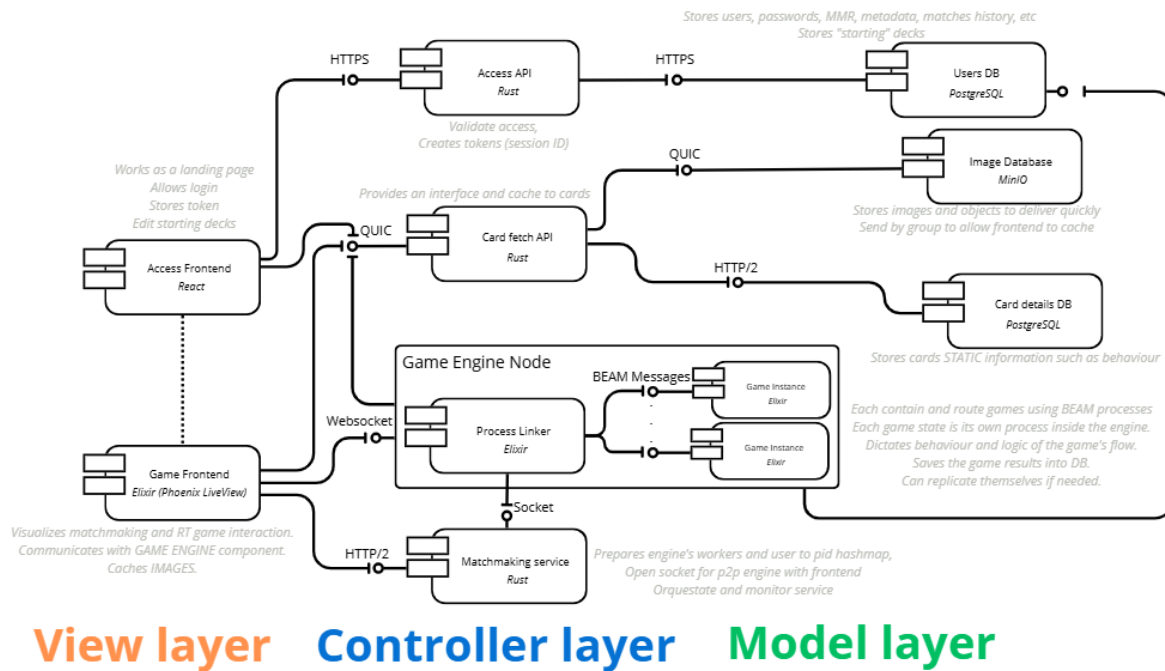 Stores users, passwords, MMR, metadata, matches history, etc
Stores "starting" decks
HTTPS
Access API
Rust
HTTPS
Users DB
PostgreSQL
Validate access,
Creates tokens (session ID)
QUIC
Image Database
MinIO
Works as a landing page
Allows login
Stores token
Edit starting decks
Provides an interface and cache to cards
Stores images and objects to deliver quickly
Send by group to allow frontend to cache
QUIC
Card fetch API
Rust
Access Frontend
React
HTTP/2
Card details DB
PostgreSQL
Stores cards STATIC information such as behaviour
Game Engine Node
BEAM Messages
Game Instance
Elixir
Websocket
Process Linker
Elixir
Game Instance
Elixir
Each contain and route games using BEAM processes
Each game state is its own process inside the engine.
Dictates behaviour and logic of the game's flow.
Saves the game results into DB.
Can replicate themselves if needed.
Game Frontend
Elixir (Phoenix LiveView)
Socket
Visualizes matchmaking and RT game interaction.
Communicates with GAME ENGINE component.
Caches IMAGES.
HTTP/2
Matchmaking service
Rust
Prepares engine's workers and user to pid hashmap,
Open socket for p2p engine with frontend
Orquestate and monitor service
View layer
Controller layer
Model layer